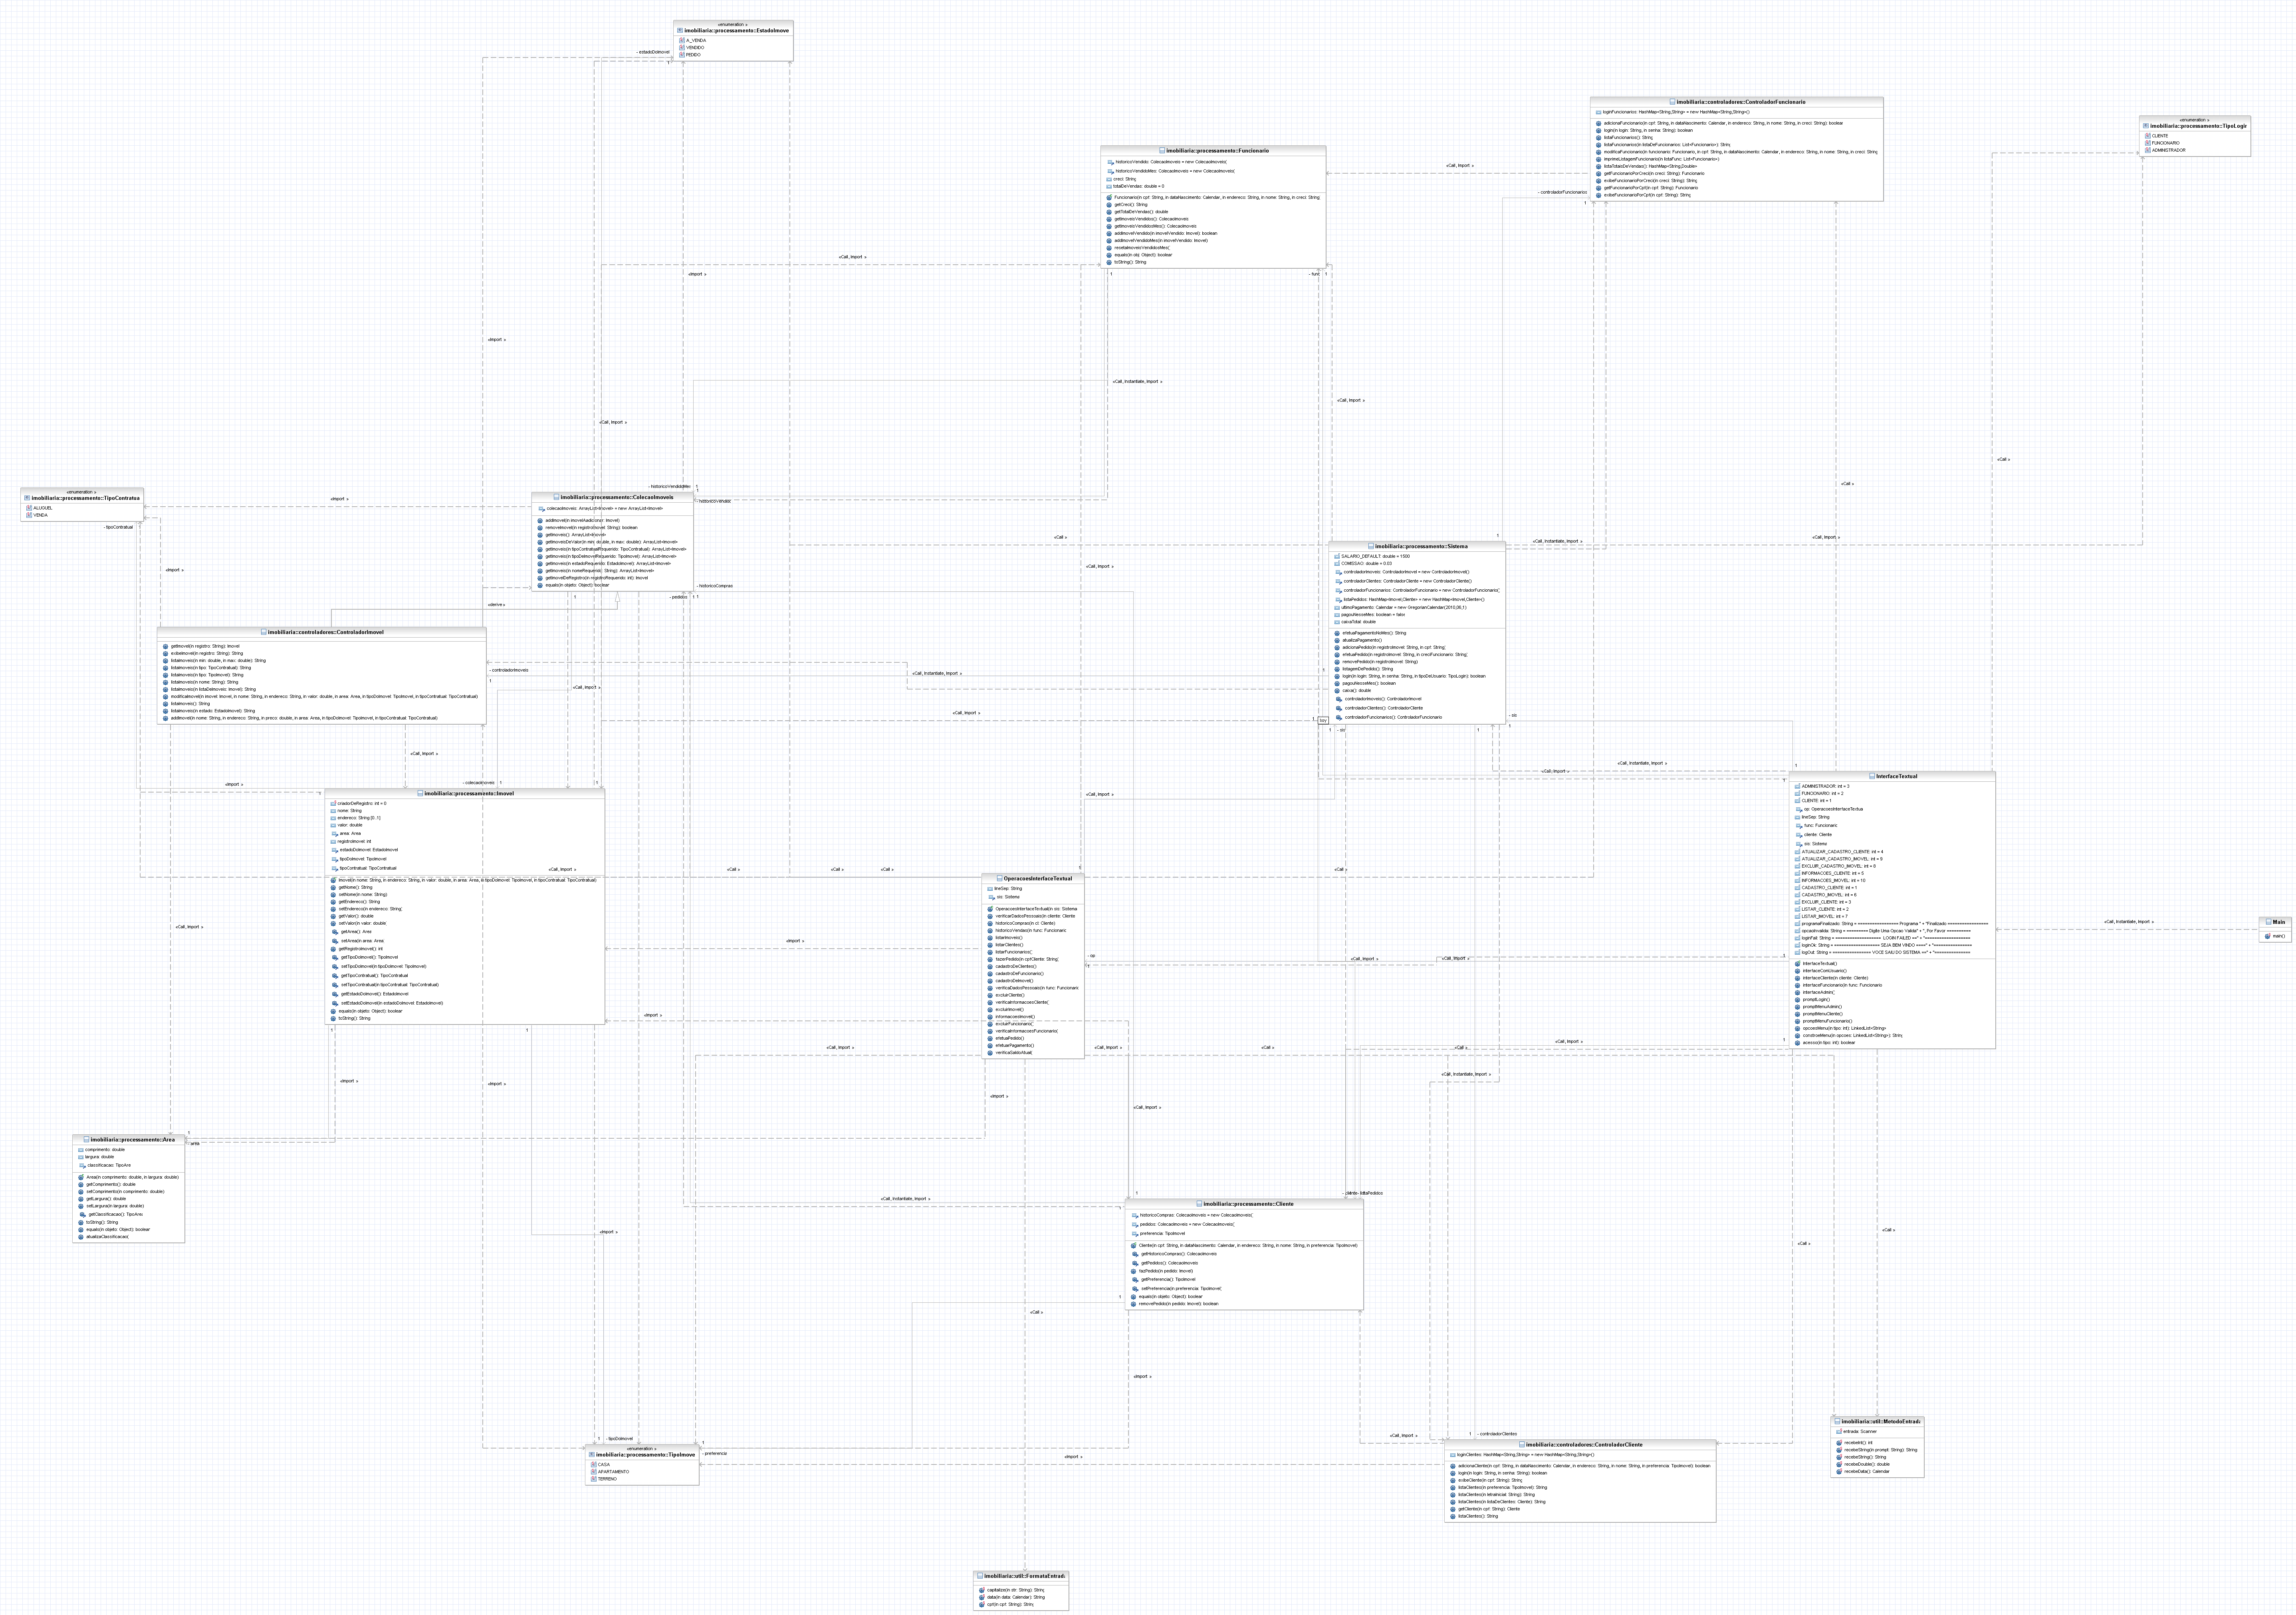 «enumeration »
imobiliaria::processamento::EstadoImove
A_VENDA
VENDIDO
PEDIDO
- estadoDoImovel
1
imobiliaria::controladores::ControladorFuncionario
loginFuncionarios: HashMap<String,String> = new HashMap<String,String>()
adicionaFuncionario(in cpf: String, in dataNascimento: Calendar, in endereco: String, in nome: String, in creci: String): boolear
login(in login: String, in senha: String): boolean
listaFuncionarios(): String
listaFuncionarios(in listaDeFuncionarios: List<Funcionario>): String
modificaFuncionario(in funcionario: Funcionario, in cpf: String, in dataNascimento: Calendar, in endereco: String, in nome: String, in creci: String
imprimeListagemFuncionario(in listaFunc: List<Funcionario>)
listaTotaisDeVendas(): HashMap<String,Double>
getFuncionarioPorCreci(in creci: String): Funcionario
exibeFuncionarioPorCreci(in creci: String): String
getFuncionarioPorCpf(in cpf: String): Funcionario
exibeFuncionarioPorCpf(in cpf: String): String
«enumeration »
imobiliaria::processamento::TipoLogin
CLIENTE
FUNCIONARIO
ADMINISTRADOR
imobiliaria::processamento::Funcionario
historicoVendido: ColecaoImoveis = new ColecaoImoveis(
historicoVendidoMes: ColecaoImoveis = new ColecaoImoveis(
creci: String
totalDeVendas: double = 0
Funcionario(in cpf: String, in dataNascimento: Calendar, in endereco: String, in nome: String, in creci: String
getCreci(): String
getTotalDeVendas(): double
getImoveisVendidos(): ColecaoImoveis
getImoveisVendidosMes(): ColecaoImoveis
addImovelVendido(in imovelVendido: Imovel): boolean
addImovelVendidoMes(in imovelVendido: Imovel)
resetaImoveisVendidosMes(
equals(in obj: Object): boolean
toString(): String
«Call, Import »
- controladorFuncionarios
1
«Call, Import »
«Import »
1
- func
1
«Import »
«Call, Instantiate, Import »
«Call, Import »
«Call, Import »
«Call »
«Call »
«enumeration »
imobiliaria::processamento::TipoContratua
ALUGUEL
VENDA
- tipoContratual
«Import »
- historicoVendidoMes
1
imobiliaria::processamento::ColecaoImoveis
- historicoVendido
colecaoImoveis: ArrayList<Imovel> = new ArrayList<Imovel>
addImovel(in imovelAadicionar: Imovel)
removeImovel(in registroImovel: String): boolean
getImoveis(): ArrayList<Imovel>
getImoveisDeValor(in min: double, in max: double): ArrayList<Imovel>
getImoveis(in tipoContratualRequerido: TipoContratual): ArrayList<Imovel>
getImoveis(in tipoDeImovelRequerido: TipoImovel): ArrayList<Imovel>
getImoveis(in estadoRequerido: EstadoImovel): ArrayList<Imovel>
getImoveis(in nomeRequerido: String): ArrayList<Imovel>
getImovelDeRegistro(in registroRequerido: int): Imovel
equals(in objeto: Object): boolean
- historicoCompras
- pedidos
«Import »
«derive »
«Call »
«Call, Import »
«Call, Instantiate, Import »
«Call, Import »
imobiliaria::processamento::Sistema
SALARIO_DEFAULT: double = 1500
COMISSAO: double = 0.03
controladorImoveis: ControladorImovel = new ControladorImovel()
controladorClientes: ControladorCliente = new ControladorCliente()
controladorFuncionarios: ControladorFuncionario = new ControladorFuncionario(
listaPedidos: HashMap<Imovel,Cliente> = new HashMap<Imovel,Cliente>()
ultimoPagamento: Calendar = new GregorianCalendar(2010,06,1)
pagouNesseMes: boolean = false
caixaTotal: double
efetuaPagamentoNoMes(): String
atualizaPagamento()
adicionaPedido(in registroImovel: String, in cpf: String)
efetuaPedido(in registroImovel: String, in creciFuncionario: String)
removePedido(in registroImovel: String)
listagemDePedido(): String
login(in login: String, in senha: String, in tipoDeUsuario: TipoLogin): boolean
pagouNesseMes(): boolean
caixa(): double
controladorImoveis(): ControladorImovel
controladorClientes(): ControladorCliente
controladorFuncionarios(): ControladorFuncionario
imobiliaria::controladores::ControladorImovel
getImovel(in registro: String): Imovel
exibeImovel(in registro: String): String
listaImoveis(in min: double, in max: double): String
listaImoveis(in tipo: TipoContratual): String
listaImoveis(in tipo: TipoImovel): String
listaImoveis(in nome: String): String
listaImoveis(in listaDeImoveis: Imovel): String
modificaImovel(in imovel: Imovel, in nome: String, in endereco: String, in valor: double, in area: Area, in tipoDoImovel: TipoImovel, in tipoContratual: TipoContratual)
listaImoveis(): String
listaImoveis(in estado: EstadoImovel): String
addImovel(in nome: String, in endereco: String, in preco: double, in area: Area, in tipoDoImovel: TipoImovel, in tipoContratual: TipoContratual)
- controladorImoveis
1
«Call, Import »
«Call, Instantiate, Import »
«Call, Import »
key
- sis
- sis
«Call, Import »
- colecaoImoveis
1
«Import »
«Call, Import »
«Call, Instantiate, Import »
«Call, Import »
imobiliaria::processamento::Imovel
criadorDeRegistro: int = 0
nome: String
endereco: String [0..1]
valor: double
area: Area
registroImovel: int
estadoDoImovel: EstadoImovel
tipoDoImovel: TipoImovel
tipoContratual: TipoContratual
Imovel(in nome: String, in endereco: String, in valor: double, in area: Area, in tipoDoImovel: TipoImovel, in tipoContratual: TipoContratual)
getNome(): String
setNome(in nome: String)
getEndereco(): String
setEndereco(in endereco: String)
getValor(): double
setValor(in valor: double)
getArea(): Area
setArea(in area: Area)
getRegistroImovel(): int
getTipoDoImovel(): TipoImovel
setTipoDoImovel(in tipoDoImovel: TipoImovel)
getTipoContratual(): TipoContratual
setTipoContratual(in tipoContratual: TipoContratual)
getEstadoDoImovel(): EstadoImovel
setEstadoDoImovel(in estadoDoImovel: EstadoImovel)
equals(in objeto: Object): boolean
toString(): String
«Call, Import »
«Call »
«Call »
«Call »
«Call »
OperacoesInterfaceTextual
lineSep: String
sis: Sistema
OperacoesInterfaceTextual(in sis: Sistema
verificarDadosPessoais(in cliente: Cliente
historicoCompras(in cl: Cliente)
historicoVendas(in func: Funcionaric
listarImoveis()
listarClientes()
listarFuncionarios(
fazerPedido(in cpfCliente: String)
cadastroDeClientes()
cadastroDeFuncionario()
cadastroDeImovel()
verificaDadosPessoais(in func: Funcionaric
excluirCliente()
verificaInformacoesCliente(
excluirImovel()
informacoesImovel()
excluirFuncionario(
verificaInformacoesFuncionario(
efetuaPedido()
efetuarPagamento()
verificaSaldoAtual(
InterfaceTextual
ADMINISTRADOR: int = 3
FUNCIONARIO: int = 2
CLIENTE: int = 1
op: OperacoesInterfaceTextua
lineSep: String
func: Funcionaric
cliente: Cliente
sis: Sistema
ATUALIZAR_CADASTRO_CLIENTE: int = 4
ATUALIZAR_CADASTRO_IMOVEL: int = 9
EXCLUIR_CADASTRO_IMOVEL: int = 8
INFORMACOES_CLIENTE: int = 5
INFORMACOES_IMOVEL: int = 10
CADASTRO_CLIENTE: int = 1
CADASTRO_IMOVEL: int = 6
EXCLUIR_CLIENTE: int = 3
LISTAR_CLIENTE: int = 2
LISTAR_IMOVEL: int = 7
interfaceTextual()
interfaceComUsuario()
interfaceCliente(in cliente: Cliente)
interfaceFuncionario(in func: Funcionario
interfaceAdmin(
promptLogin()
promptMenuAdmin()
promptMenuCliente()
promptMenuFuncionario()
opcoesMenu(in tipo: int): LinkedList<String>
construeMenu(in opcoes: LinkedList<String>): String
acesso(in tipo: int): boolean
«Call, Instantiate, Import »
Main
main()
«Call, Import »
«Import »
- op
1
«Call, Import »
«Call, Import »
«Import »
«Call, Import »
«Call, Import »
«Call »
«Call »
«Call, Import »
«Call, Instantiate, Import »
«Import »
«Import »
«Import »
«Call, Import »
imobiliaria::processamento::Area
- area
comprimento: double
largura: double
classificacao: TipoAre
Area(in comprimento: double, in largura: double)
getComprimento(): double
setComprimento(in comprimento: double)
getLargura(): double
setLargura(in largura: double)
getClassificacao(): TipoArea
toString(): String
equals(in objeto: Object): boolean
atualizaClassificacao(
«Call, Instantiate, Import »
- listaPedidos
imobiliaria::processamento::Cliente
historicoCompras: ColecaoImoveis = new ColecaoImoveis(
pedidos: ColecaoImoveis = new ColecaoImoveis(
preferencia: TipoImovel
Cliente(in cpf: String, in dataNascimento: Calendar, in endereco: String, in nome: String, in preferencia: TipoImovel)
getHistoricoCompras(): ColecaoImoveis
getPedidos(): ColecaoImoveis
fazPedido(in pedido: Imovel)
getPreferencia(): TipoImovel
setPreferencia(in preferencia: TipoImovel)
equals(in objeto: Object): boolear
removePedido(in pedido: Imovel): boolean
«Import »
«Call »
«Call »
«Call »
«Import »
- tipoDoImovel
1
- preferencia
«enumeration »
imobiliaria::processamento::TipoImove
CASA
APARTAMENTO
TERRENO
«Call, Import »
- controladorClientes
1
«Import »
imobiliaria::controladores::ControladorCliente
loginClientes: HashMap<String,String> = new HashMap<String,String>()
adicionaCliente(in cpf: String, in dataNascimento: Calendar, in endereco: String, in nome: String, in preferencia: TipoImovel): boolean
login(in login: String, in senha: String): boolean
exibeCliente(in cpf: String): String
listaClientes(in preferencia: TipoImovel): String
listaClientes(in letraInicial: String): String
listaClientes(in listaDeClientes: Cliente): String
getCliente(in cpf: String): Cliente
listaClientes(): String
imobiliaria::util::MetodoEntrada
entrada: Scanner
recebeInt(): int
recebeString(in prompt: String): String
recebeString(): String
recebeDouble(): double
recebeData(): Calendar
imobiliaria::util::FormataEntrada
capitalize(in str: String): String
data(in data: Calendar): String
cpf(in cpf: String): String